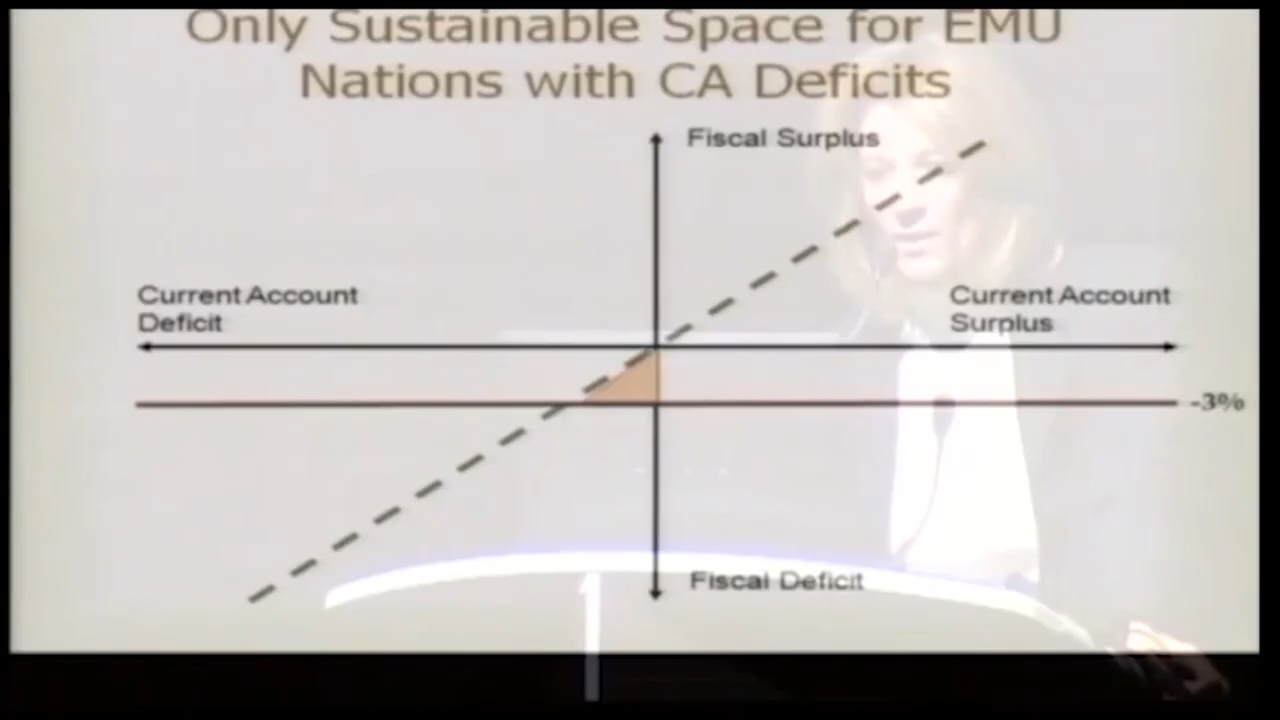 Only Sustainable Space for EMU
Nations with CA Deficits
Fiscal Surplus
Current Account
Deficit
Current Account
Surplus
-3%
Fiscal Deficit